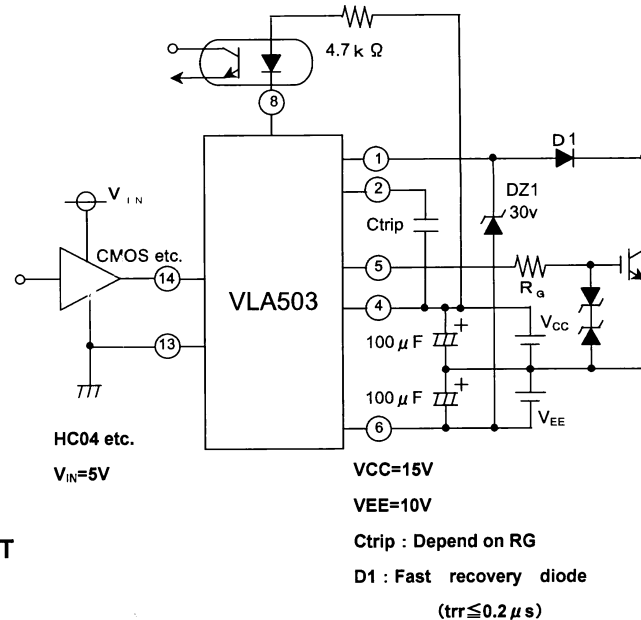 4.7k Ω
8
1
D1
2
DZ1
30v
V IN
Ctrip
CMOS etc.
14
5
RG
VLA503
4
VCC
13
100μF
+
100μF
+
VEE
6
HC04 etc.
VIN=5V
VCC=15V
VEE=10V
T
Ctrip : Depend on RG
D1 : Fast recovery diode
(trr≦0.2μs)